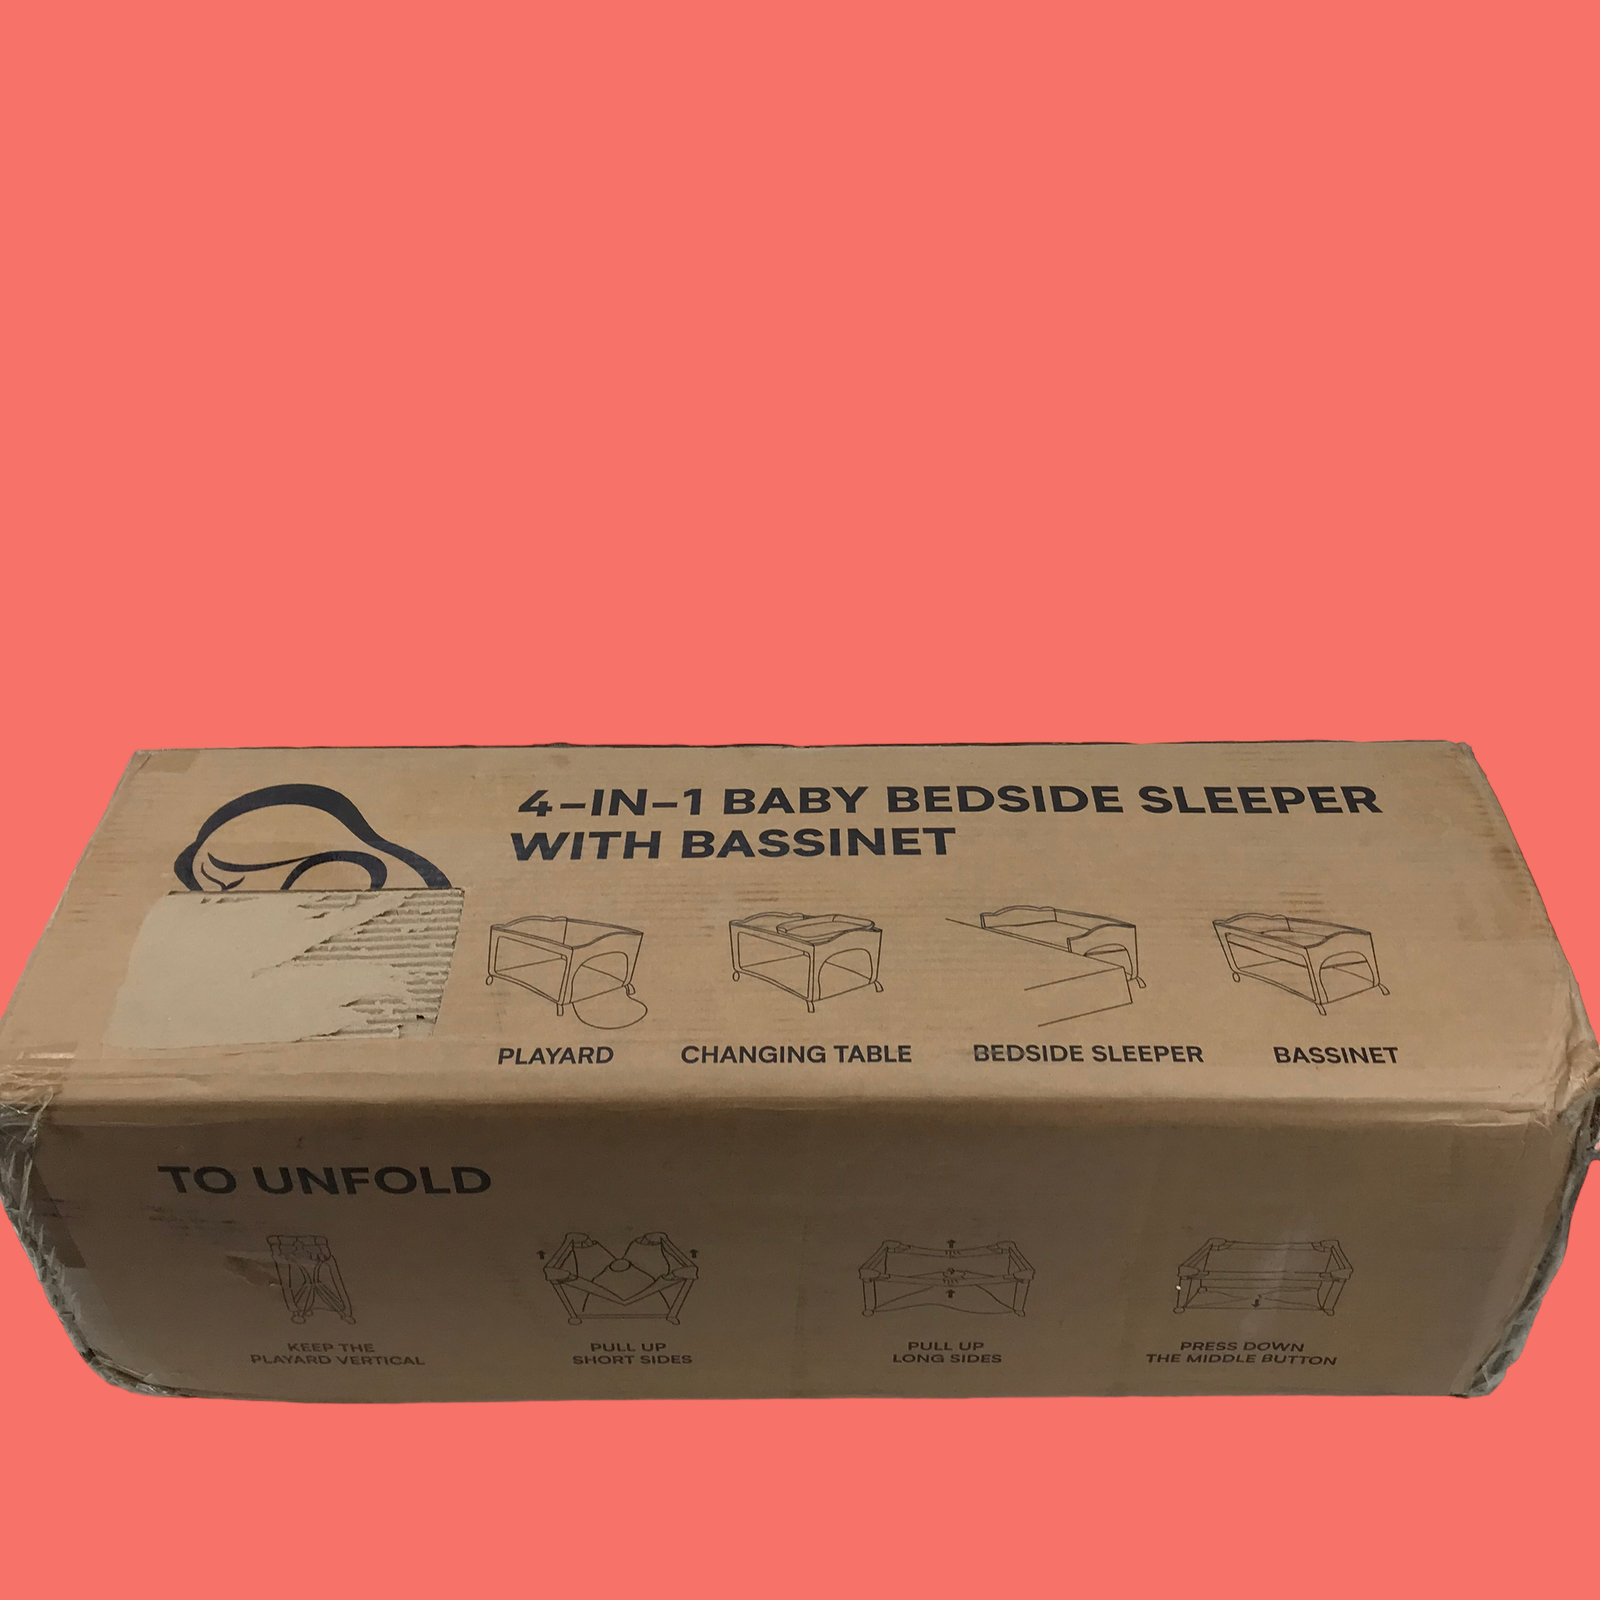 4-IN-1 BABY BEDSIDE SLEEPER
WITH BASSINET
PLAYARD
CHANGING TABLE
BEDSIDE SLEEPER
BASSINET
TO UNFOLD
KEEP THE
PLAYARD VERTICAL
PULL UP
SHORT SIDES
PULL UP
LONG SIDES
PRESS DOWN
THE MIDDLE BUTTON